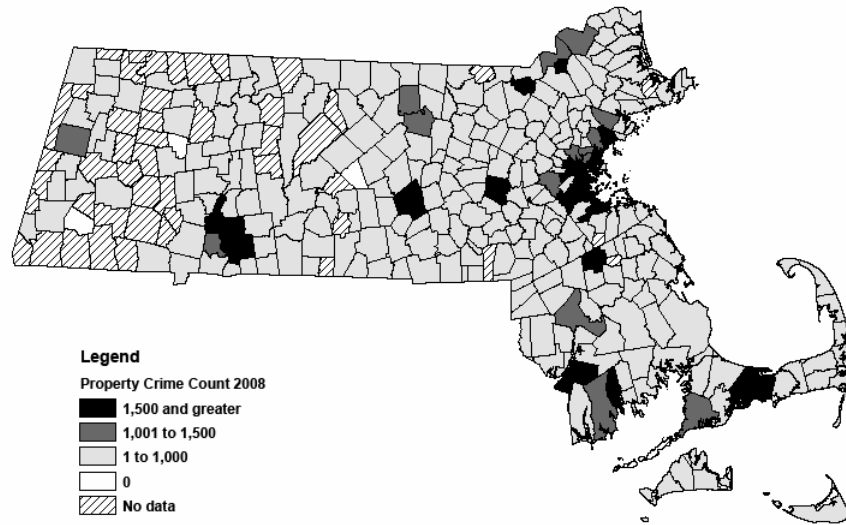 Legend
Property Crime Count 2008
1,500 and greater
1,001 to 1,500
1 to 1,000
0
No data